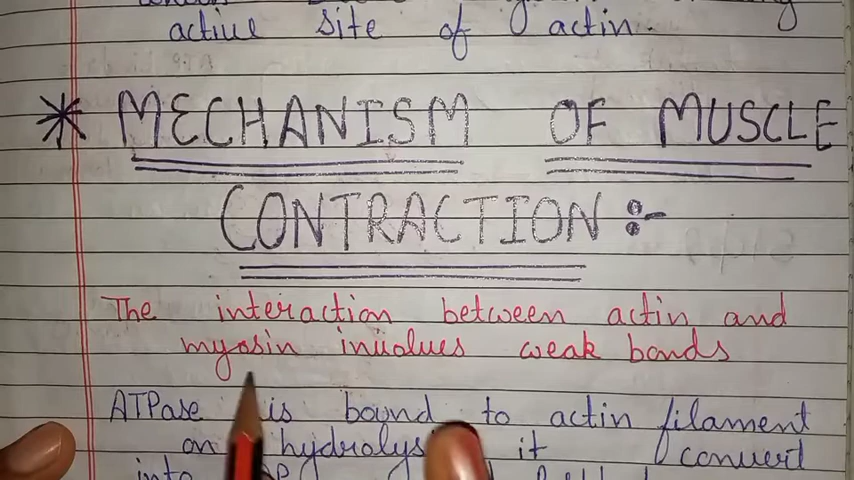 active site of actin.
* MECHANISM OF MUSCLE
CONTRACTION :-
The interaction between actin and
myosin involves weak bonds
ATPase is bound to actin filament
on hydrolys it convert
into